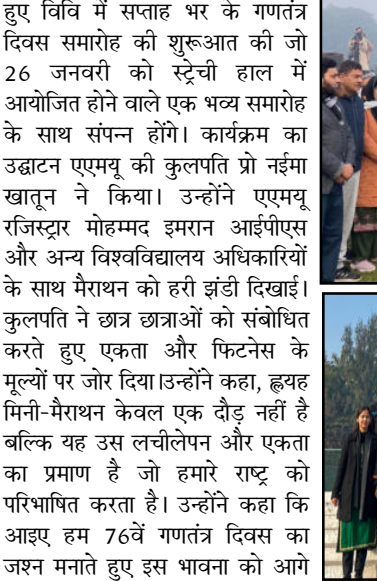 हुए विवि में सप्ताह भर के गणतंत्र
दिवस समारोह की शुरूआत की जो
26 जनवरी को स्ट्रेची हाल में
आयोजित होने वाले एक भव्य समारोह
के साथ संपन्न होंगे। कार्यक्रम का
उद्घाटन एएमयू की कुलपति प्रो नईमा
खातून ने किया। उन्होंने एएमयू
रजिस्ट्रार मोहम्मद इमरान आईपीएस
और अन्य विश्वविद्यालय अधिकारियों
के साथ मैराथन को हरी झंडी दिखाई।
कुलपति ने छात्र छात्राओं को संबोधित
करते हुए एकता और फिटनेस के
मूल्यों पर जोर दिया।उन्होंने कहा, ह्लयह
मिनी-मैराथन केवल एक दौड़ नहीं है
बल्कि यह उस लचीलेपन और एकता
का प्रमाण है जो हमारे राष्ट्र को
परिभाषित करता है। उन्होंने कहा कि
आइए हम 76वें गणतंत्र दिवस का
जश्न मनाते हुए इस भावना को आगे